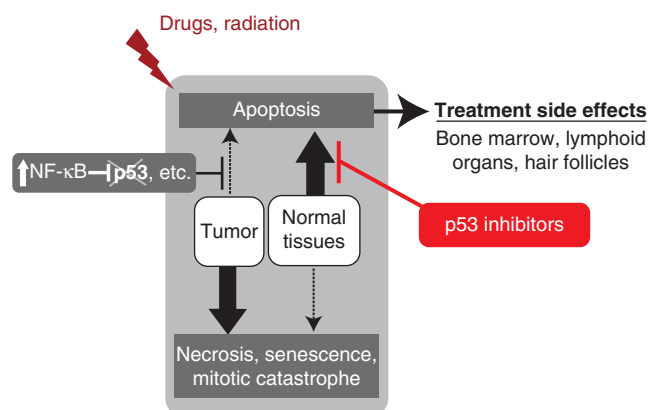 Drugs, radiation
Apoptosis
Treatment side effects
Bone marrow, lymphoid
organs, hair follicles
NF-κB p53, etc.
Tumor
Normal
tissues
p53 inhibitors
Necrosis, senescence,
mitotic catastrophe